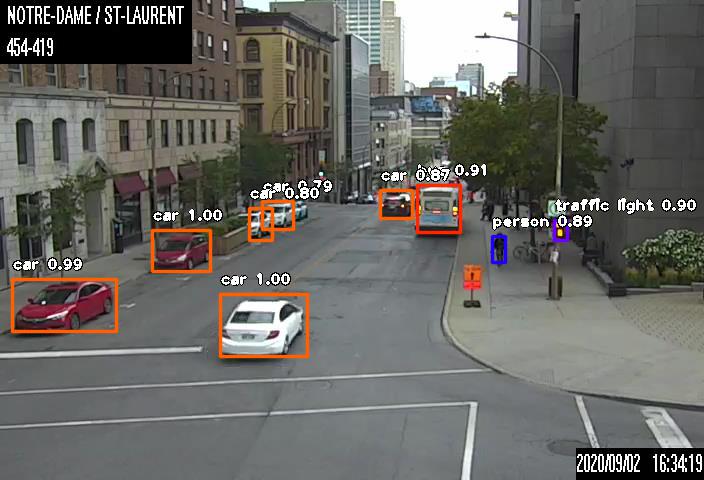 NOTRE-DAME / ST-LAURENT
454-419
car 0.79
car 0.80
car 0.87
0.91
car 1.00
traffic light 0.90
person 0.89
car 0.99
car 1.00
2020/09/02 16:34:19